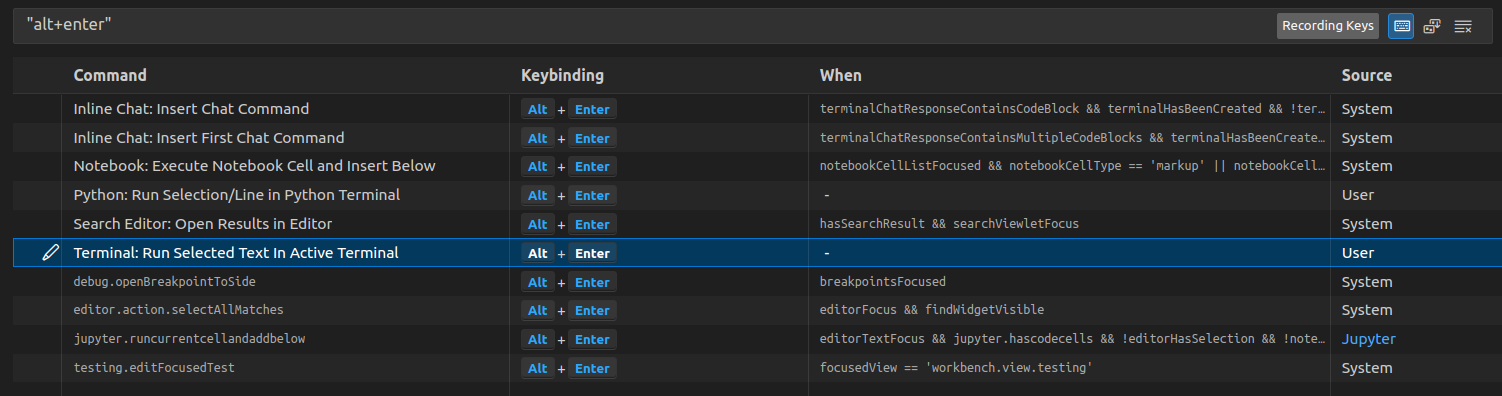 "alt+enter" Recording Keys
Command Keybinding When Source
Inline Chat: Insert Chat Command Alt + Enter terminalChatResponseContainsCodeBlock && terminalHasBeenCreated && !ter… System
Inline Chat: Insert First Chat Command Alt + Enter terminalChatResponseContainsMultipleCodeBlocks && terminalHasBeenCreate… System
Notebook: Execute Notebook Cell and Insert Below Alt + Enter notebookCellListFocused && notebookCellType == 'markup' || notebookCell… System
Python: Run Selection/Line in Python Terminal Alt + Enter - User
Search Editor: Open Results in Editor Alt + Enter hasSearchResult && searchViewletFocus System
Terminal: Run Selected Text In Active Terminal Alt + Enter - User
debug.openBreakpointToSide Alt + Enter breakpointsFocused System
editor.action.selectAllMatches Alt + Enter editorFocus && findWidgetVisible System
jupyter.runcurrentcellandaddbelow Alt + Enter editorTextFocus && jupyter.hascodecells && !editorHasSelection && !note… Jupyter
testing.editFocusedTest Alt + Enter focusedView == 'workbench.view.testing' System